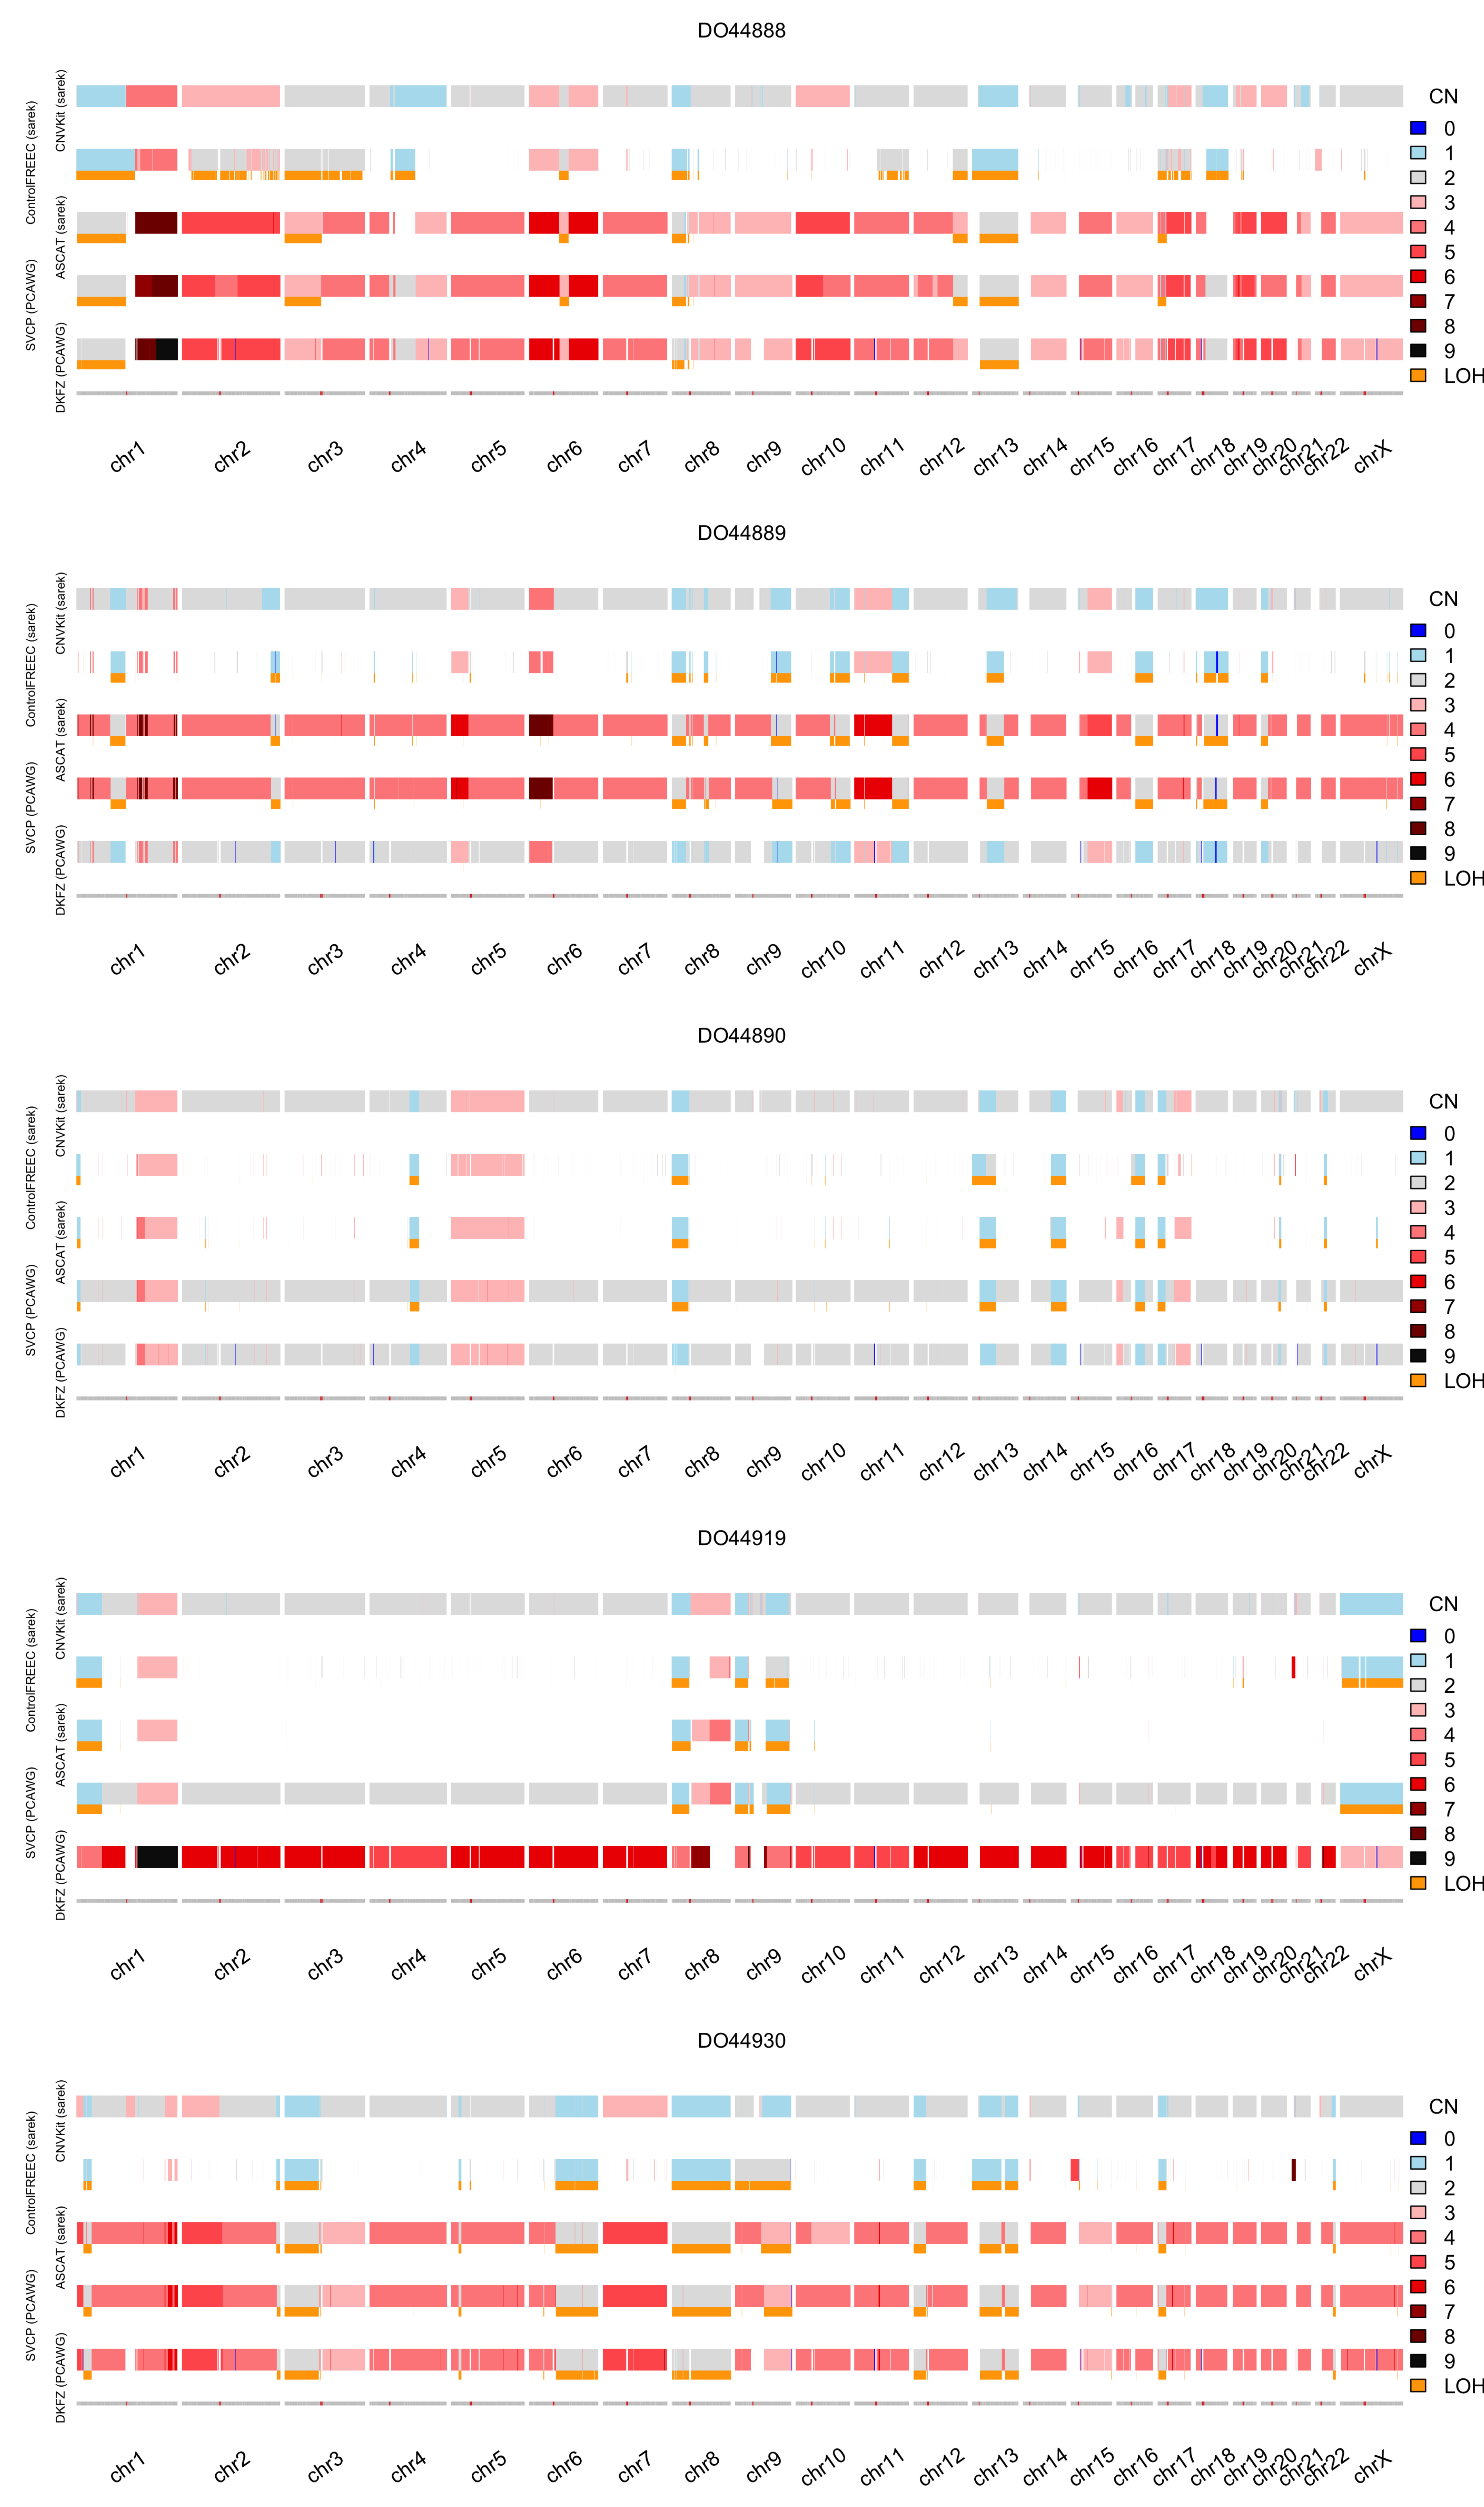 DO44888
CNVKit (sarek)
ControlFREEC (sarek)
ASCAT (sarek)
SVCP (PCAWG)
DKFZ (PCAWG)
CN
0
1
2
3
4
5
6
7
8
9
LOH
chr1 chr2 chr3 chr4 chr5 chr6 chr7 chr8 chr9 chr10 chr11 chr12 chr13 chr14 chr15 chr16 chr17 chr18 chr19 chr20 chr21 chr22 chrX
DO44889
CNVKit (sarek)
ControlFREEC (sarek)
ASCAT (sarek)
SVCP (PCAWG)
DKFZ (PCAWG)
CN
0
1
2
3
4
5
6
7
8
9
LOH
chr1 chr2 chr3 chr4 chr5 chr6 chr7 chr8 chr9 chr10 chr11 chr12 chr13 chr14 chr15 chr16 chr17 chr18 chr19 chr20 chr21 chr22 chrX
DO44890
CNVKit (sarek)
ControlFREEC (sarek)
ASCAT (sarek)
SVCP (PCAWG)
DKFZ (PCAWG)
CN
0
1
2
3
4
5
6
7
8
9
LOH
chr1 chr2 chr3 chr4 chr5 chr6 chr7 chr8 chr9 chr10 chr11 chr12 chr13 chr14 chr15 chr16 chr17 chr18 chr19 chr20 chr21 chr22 chrX
DO44919
CNVKit (sarek)
ControlFREEC (sarek)
ASCAT (sarek)
SVCP (PCAWG)
DKFZ (PCAWG)
CN
0
1
2
3
4
5
6
7
8
9
LOH
chr1 chr2 chr3 chr4 chr5 chr6 chr7 chr8 chr9 chr10 chr11 chr12 chr13 chr14 chr15 chr16 chr17 chr18 chr19 chr20 chr21 chr22 chrX
DO44930
CNVKit (sarek)
ControlFREEC (sarek)
ASCAT (sarek)
SVCP (PCAWG)
DKFZ (PCAWG)
CN
0
1
2
3
4
5
6
7
8
9
LOH
chr1 chr2 chr3 chr4 chr5 chr6 chr7 chr8 chr9 chr10 chr11 chr12 chr13 chr14 chr15 chr16 chr17 chr18 chr19 chr20 chr21 chr22 chrX